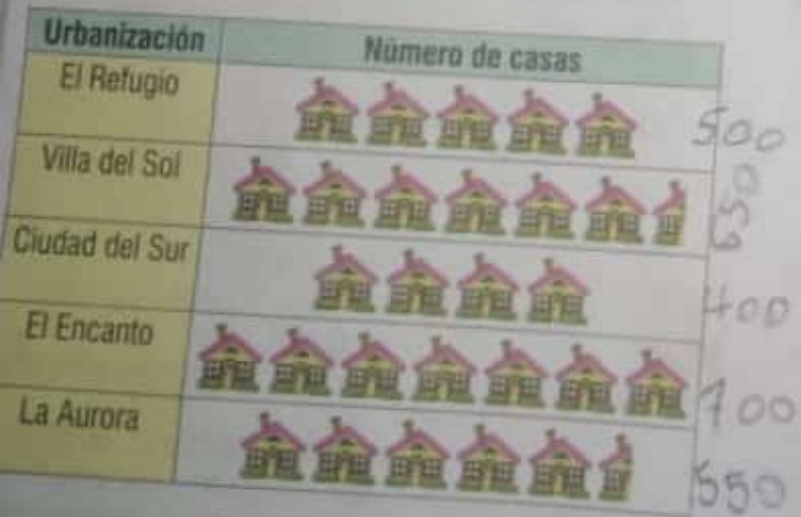 Urbanización Número de casas
El Refugio 500
Villa del Sol 650
Ciudad del Sur 400
El Encanto 700
La Aurora 550